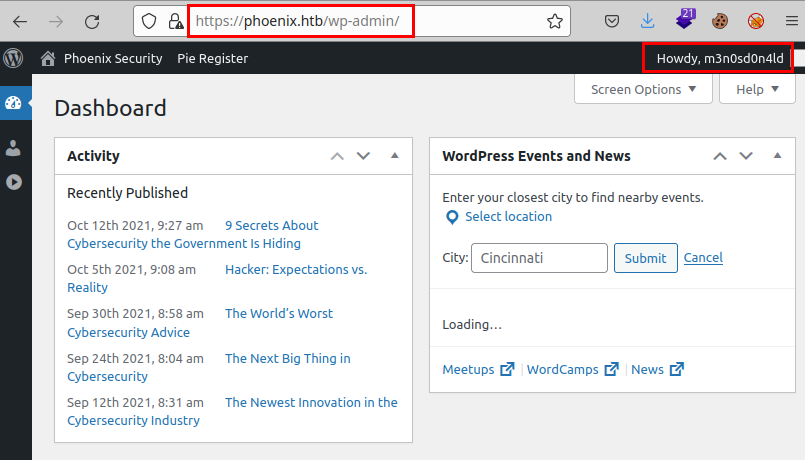 https://phoenix.htb/wp-admin/
21
Phoenix Security Pie Register Howdy, m3n0sd0n4ld
Screen Options Help
Dashboard
Activity
Recently Published
Oct 12th 2021, 9:27 am 9 Secrets About
Cybersecurity the Government Is Hiding
Oct 5th 2021, 9:08 am Hacker: Expectations vs.
Reality
Sep 30th 2021, 8:58 am The World’s Worst
Cybersecurity Advice
Sep 24th 2021, 8:04 am The Next Big Thing in
Cybersecurity
Sep 12th 2021, 8:31 am The Newest Innovation in the
Cybersecurity Industry
WordPress Events and News
Enter your closest city to find nearby events.
Select location
City: Cincinnati Submit Cancel
Loading…
Meetups | WordCamps | News